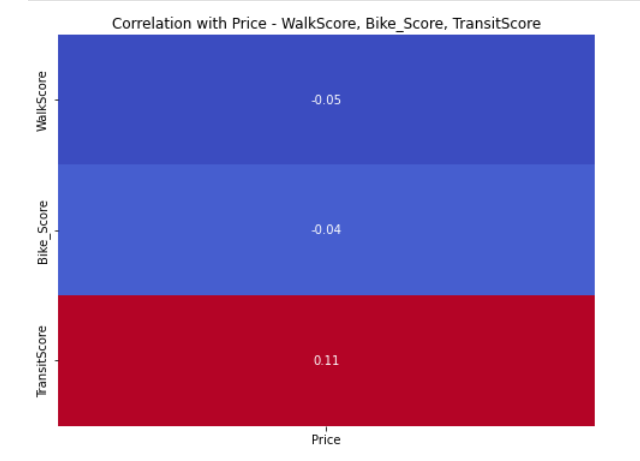 Correlation with Price - WalkScore, Bike_Score, TransitScore
WalkScore
-0.05
Bike_Score
-0.04
TransitScore
0.11
Price